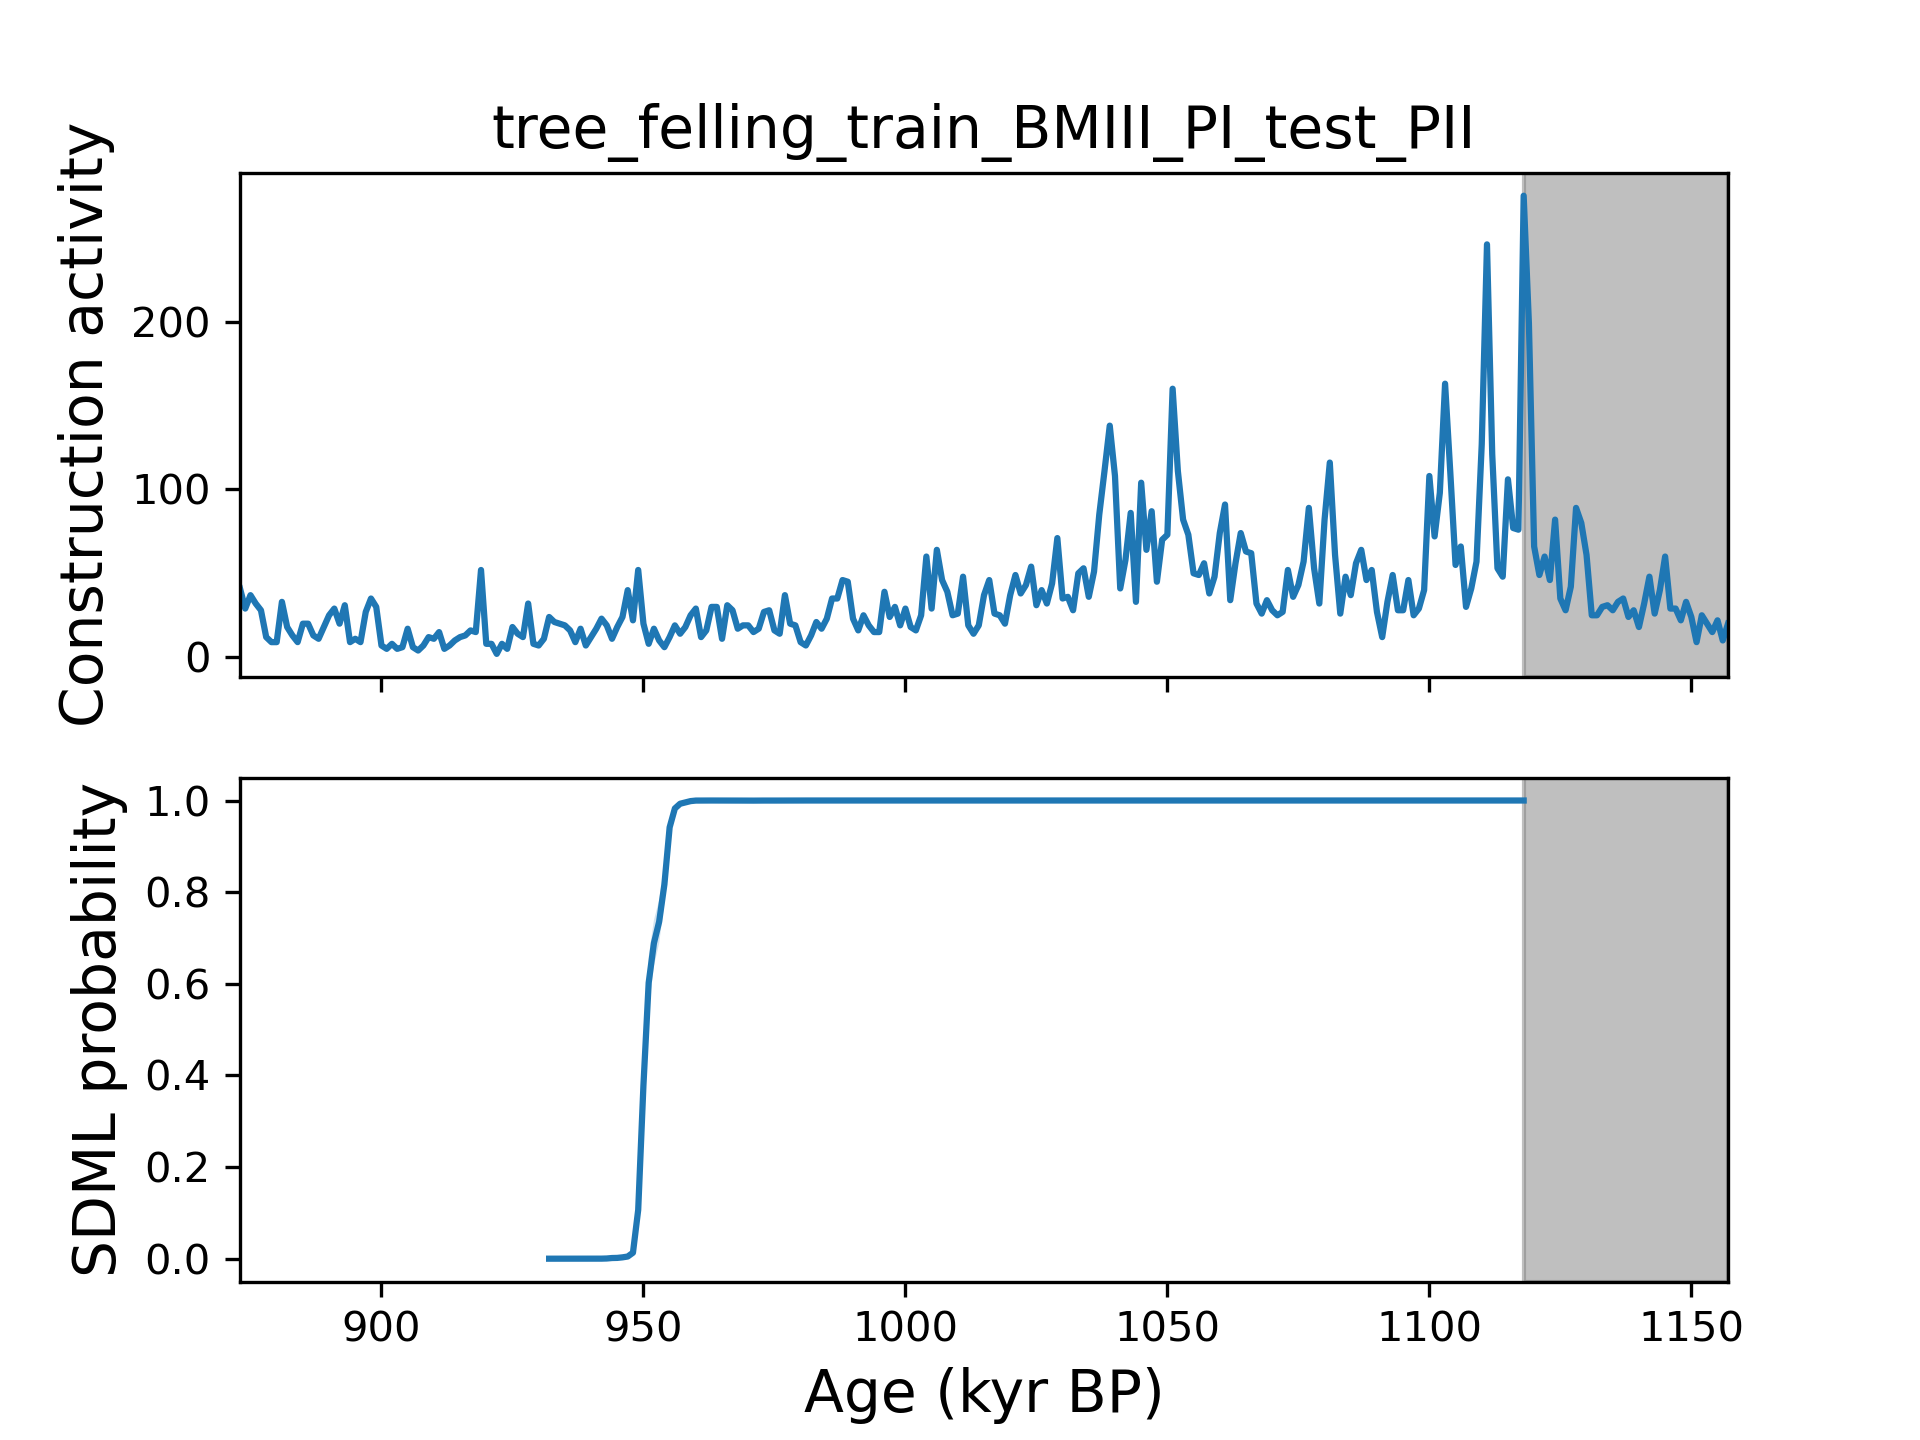 tree_felling_train_BMIII_PI_test_PII
Construction activity
200
100
0
SDML probability
1.0
0.8
0.6
0.4
0.2
0.0
900 950 1000 1050 1100 1150
Age (kyr BP)